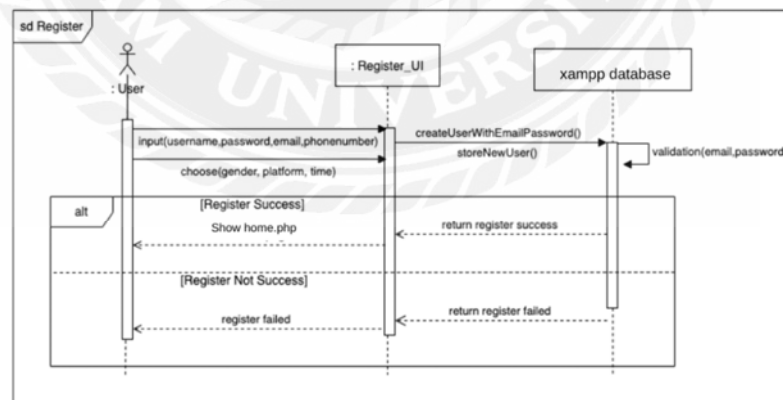 sd Register
: User
: Register_UI
xampp database
input(username,password,email,phonenumber)
createUserWithEmailPassword()
storeNewUser()
validation(email,password
choose(gender, platform, time)
alt
[Register Success]
Show home.php
return register success
[Register Not Success]
register failed
return register failed
UNIVERS